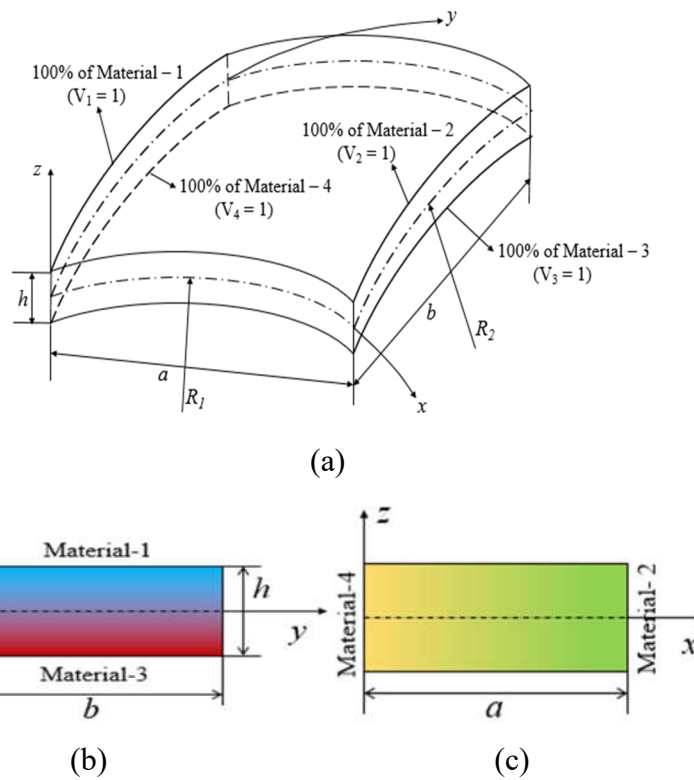 y
100% of Material – 1
(V₁ = 1)
100% of Material – 2
(V₂ = 1)
z
100% of Material – 4
(V₄ = 1)
100% of Material – 3
(V₃ = 1)
h
b
R₂
a
R₁
x
(a)
z
Material-1
h
y
Material-4
Material- 2
x
Material-3
b
a
(b)
(c)